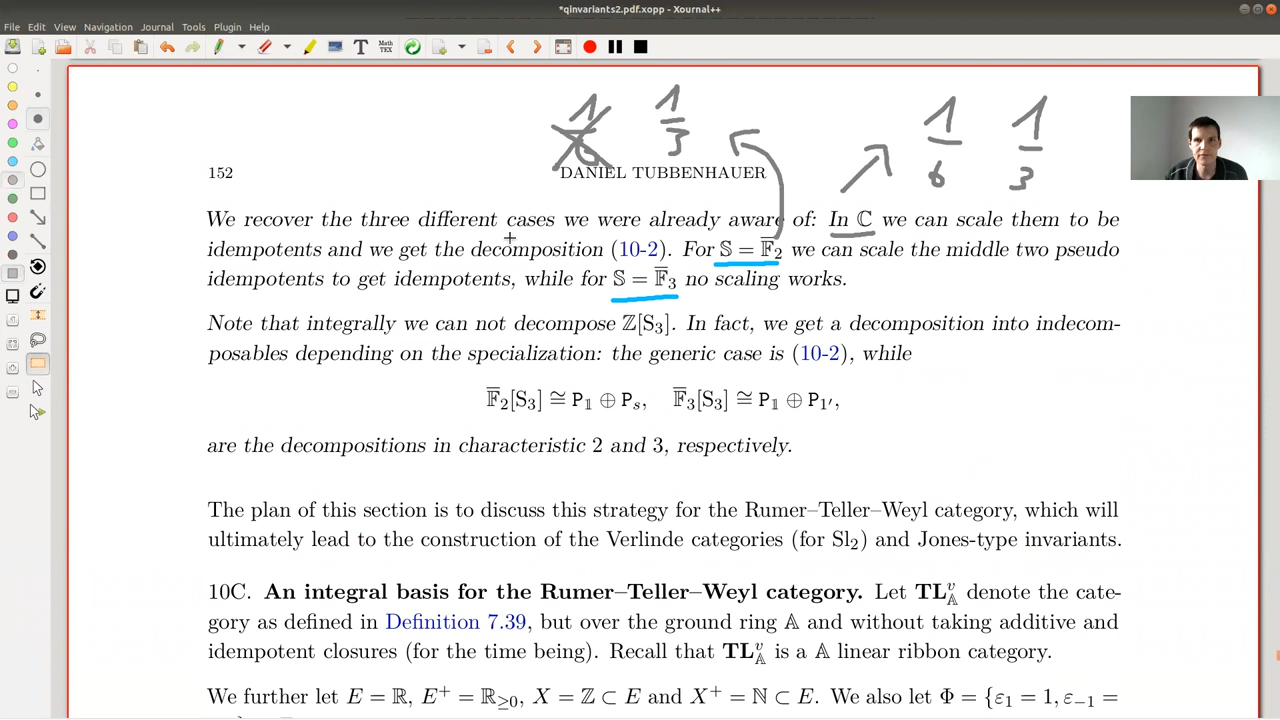 *qinvariants2.pdf.xopp - Xournal++
File Edit View Navigation Journal Tools Plugin Help
T Math TEX
1/6 1/3 1/6 1/3
152 DANIEL TUBBENHAUER
We recover the three different cases we were already aware of: In ℂ we can scale them to be
idempotents and we get the decomposition (10-2). For 𝕊 = F̅₂ we can scale the middle two pseudo
idempotents to get idempotents, while for 𝕊 = F̅₃ no scaling works.
Note that integrally we can not decompose ℤ[S₃]. In fact, we get a decomposition into indecom-
posables depending on the specialization: the generic case is (10-2), while
F̅₂[S₃] ≅ P𝟙 ⊕ Pₛ, F̅₃[S₃] ≅ P𝟙 ⊕ P₁′,
are the decompositions in characteristic 2 and 3, respectively.
The plan of this section is to discuss this strategy for the Rumer–Teller–Weyl category, which will
ultimately lead to the construction of the Verlinde categories (for Sl₂) and Jones-type invariants.
10C. An integral basis for the Rumer–Teller–Weyl category. Let TL^v_𝔸 denote the cate-
gory as defined in Definition 7.39, but over the ground ring 𝔸 and without taking additive and
idempotent closures (for the time being). Recall that TL^v_𝔸 is a 𝔸 linear ribbon category.
We further let E = ℝ, E⁺ = ℝ≥0, X = ℤ ⊂ E and X⁺ = ℕ ⊂ E. We also let Φ = {ε₁ = 1, ε₋₁ =